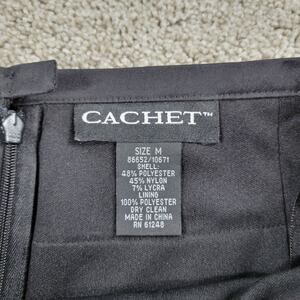 CACHET™
SIZE M
86652/10671
SHELL:
48% POLYESTER
45% NYLON
7% LYCRA
LINING
100% POLYESTER
DRY CLEAN
MADE IN CHINA
RN 61248